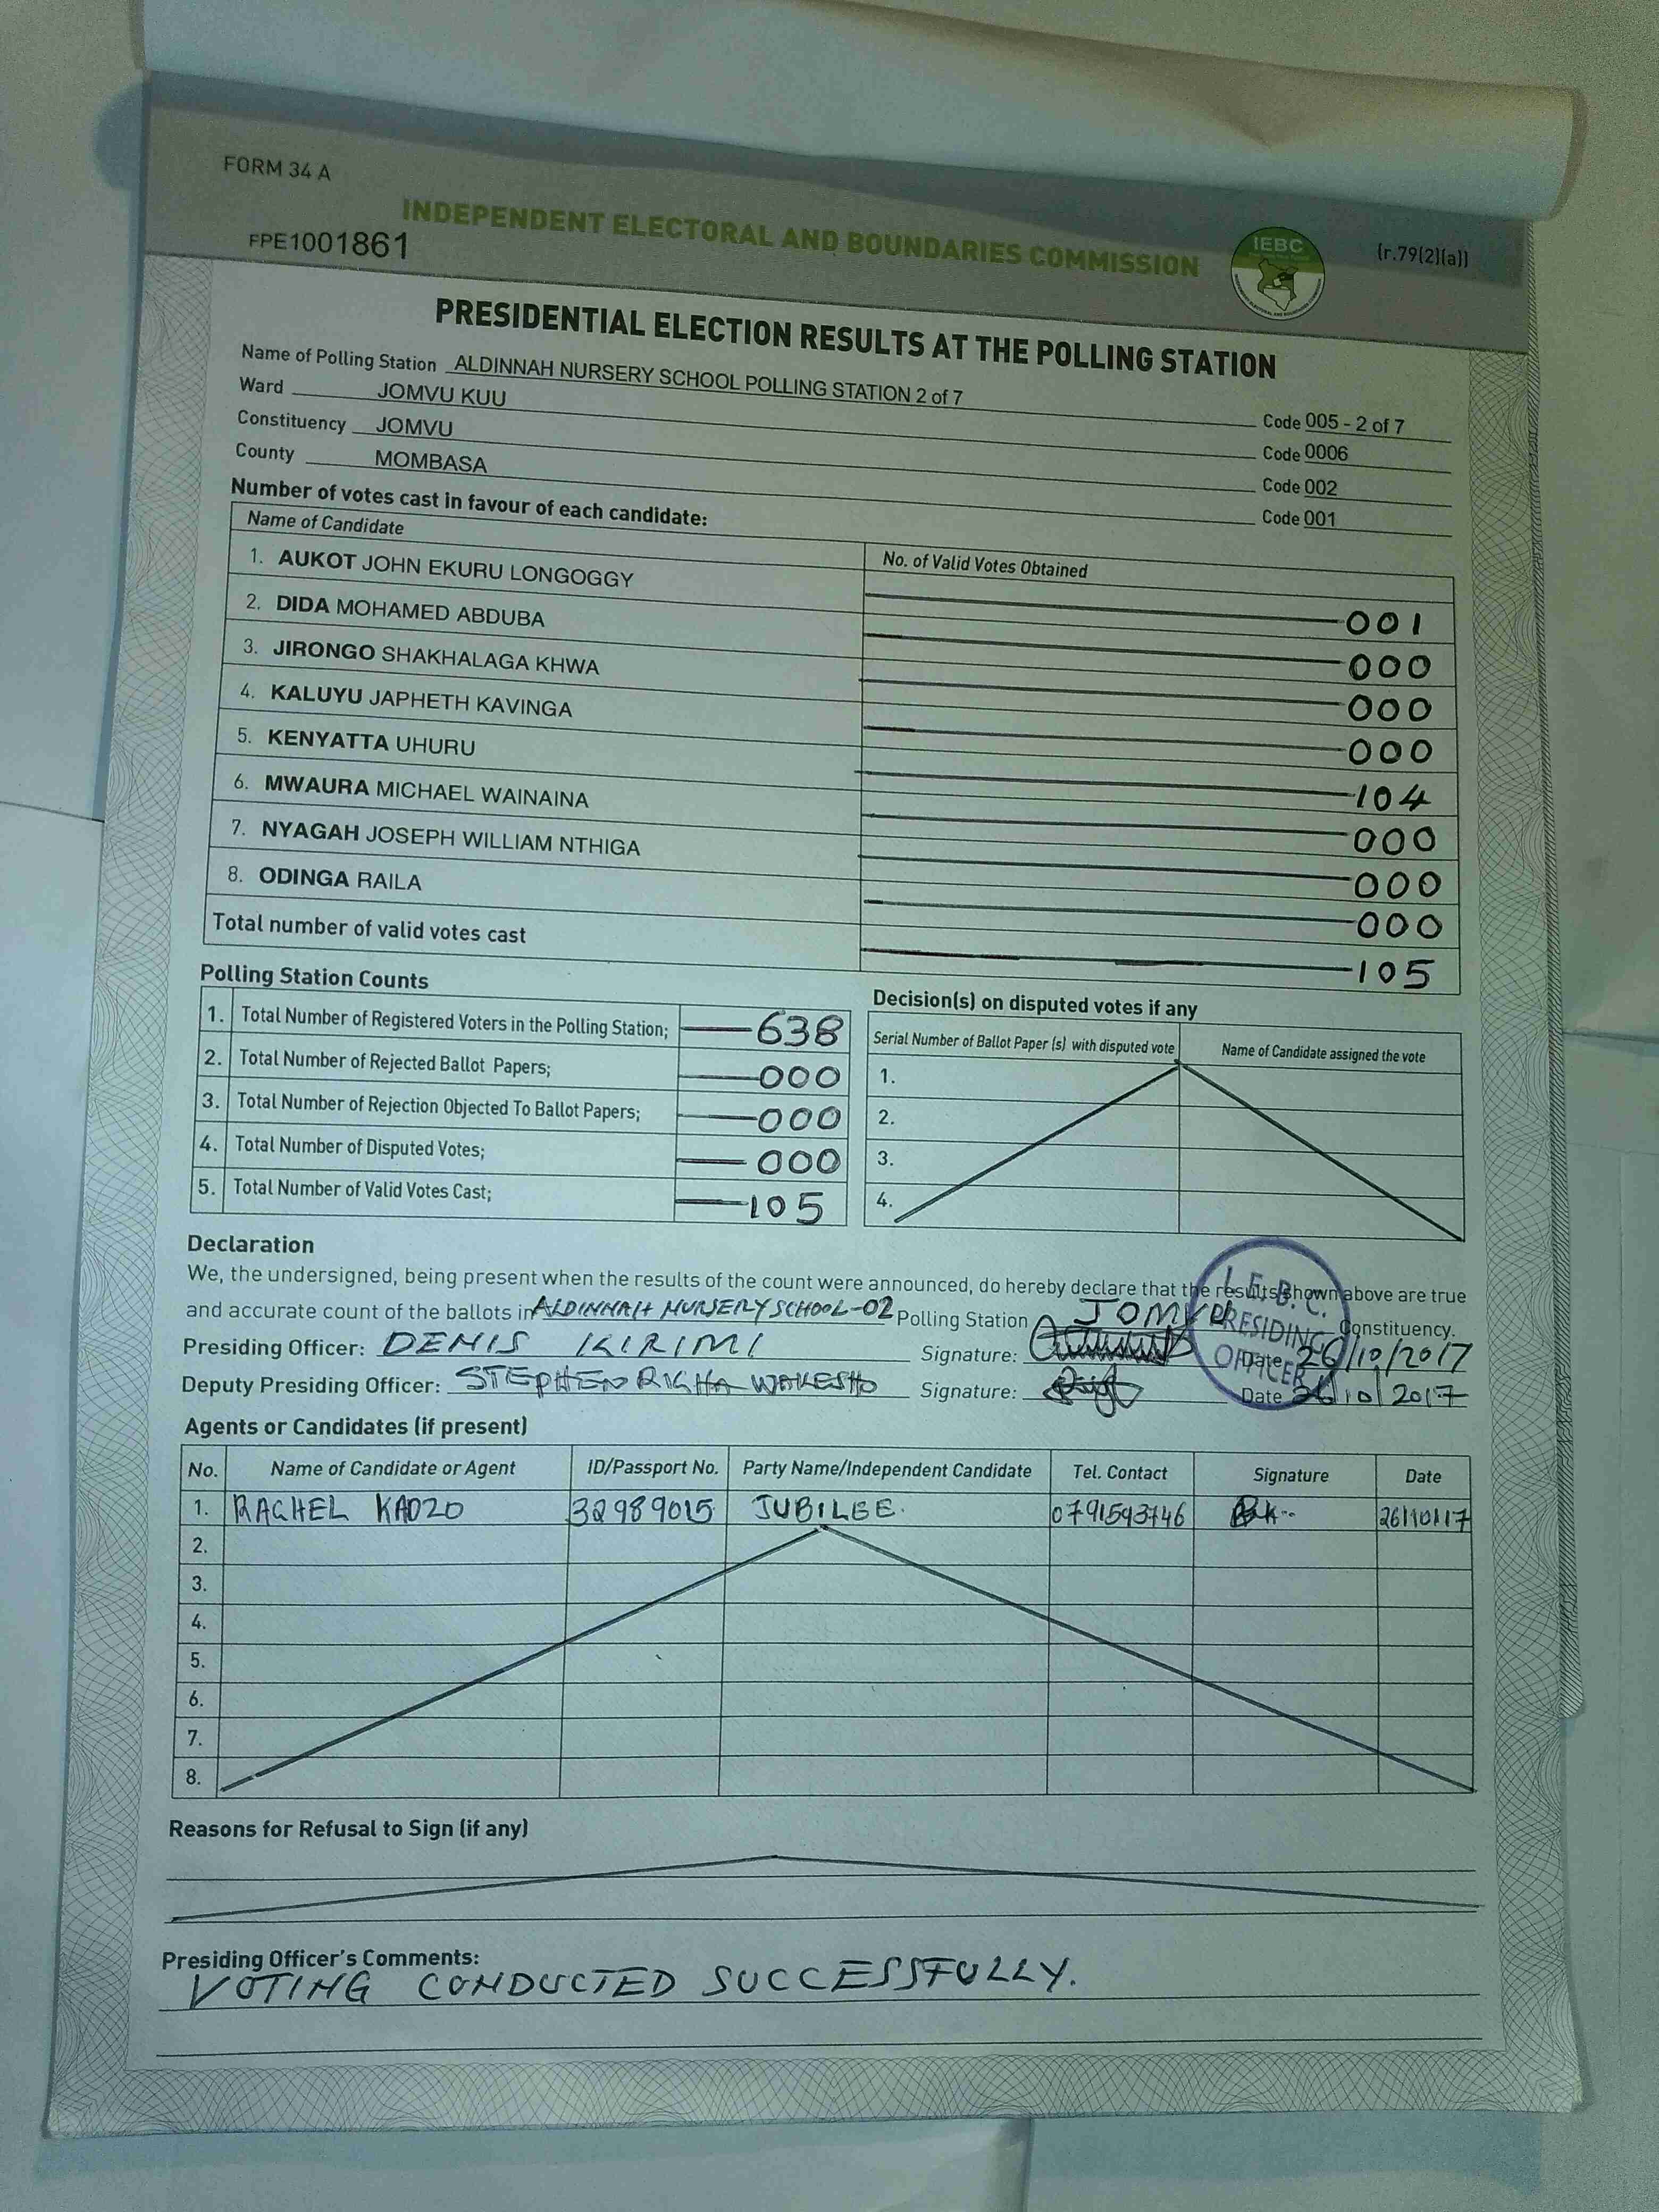 FORM 34 A
INDEPENDENT ELECTORAL AND BOUNDARIES COMMISSION
IEBC
(r.79(2)(a))
FPE1001861
PRESIDENTIAL ELECTION RESULTS AT THE POLLING STATION
Name of Polling Station ALDINNAH NURSERY SCHOOL POLLING STATION 2 of 7 Code 005 - 2 of 7
Ward JOMVU KUU Code 0006
Constituency JOMVU Code 002
County MOMBASA Code 001
Number of votes cast in favour of each candidate:
Name of Candidate No. of Valid Votes Obtained
1. AUKOT JOHN EKURU LONGOGGY 001
2. DIDA MOHAMED ABDUBA 000
3. JIRONGO SHAKHALAGA KHWA 000
4. KALUYU JAPHETH KAVINGA 000
5. KENYATTA UHURU 104
6. MWAURA MICHAEL WAINAINA 000
7. NYAGAH JOSEPH WILLIAM NTHIGA 000
8. ODINGA RAILA 000
Total number of valid votes cast 105
Polling Station Counts
1. Total Number of Registered Voters in the Polling Station; 638
2. Total Number of Rejected Ballot Papers; 000
3. Total Number of Rejection Objected To Ballot Papers; 000
4. Total Number of Disputed Votes; 000
5. Total Number of Valid Votes Cast; 105
Decision(s) on disputed votes if any
Serial Number of Ballot Paper (s) with disputed vote Name of Candidate assigned the vote
1.
2.
3.
4.
Declaration
We, the undersigned, being present when the results of the count were announced, do hereby declare that the results shown above are true
and accurate count of the ballots in ALDINNAH NURSERY SCHOOL-02 Polling Station JOMVU Constituency.
Presiding Officer: DENIS KIRIMI Signature: Date 26/10/2017
Deputy Presiding Officer: STEPHEN RIGHA WAKESHO Signature: Date 26/10/2017
I.E.B.C.
PRESIDING
OFFICER
Agents or Candidates (if present)
No. Name of Candidate or Agent ID/Passport No. Party Name/Independent Candidate Tel. Contact Signature Date
1. RACHEL KADZO 32989015 JUBILEE. 0791593746 26/10/17
2.
3.
4.
5.
6.
7.
8.
Reasons for Refusal to Sign (if any)
Presiding Officer's Comments:
VOTING CONDUCTED SUCCESSFULLY.